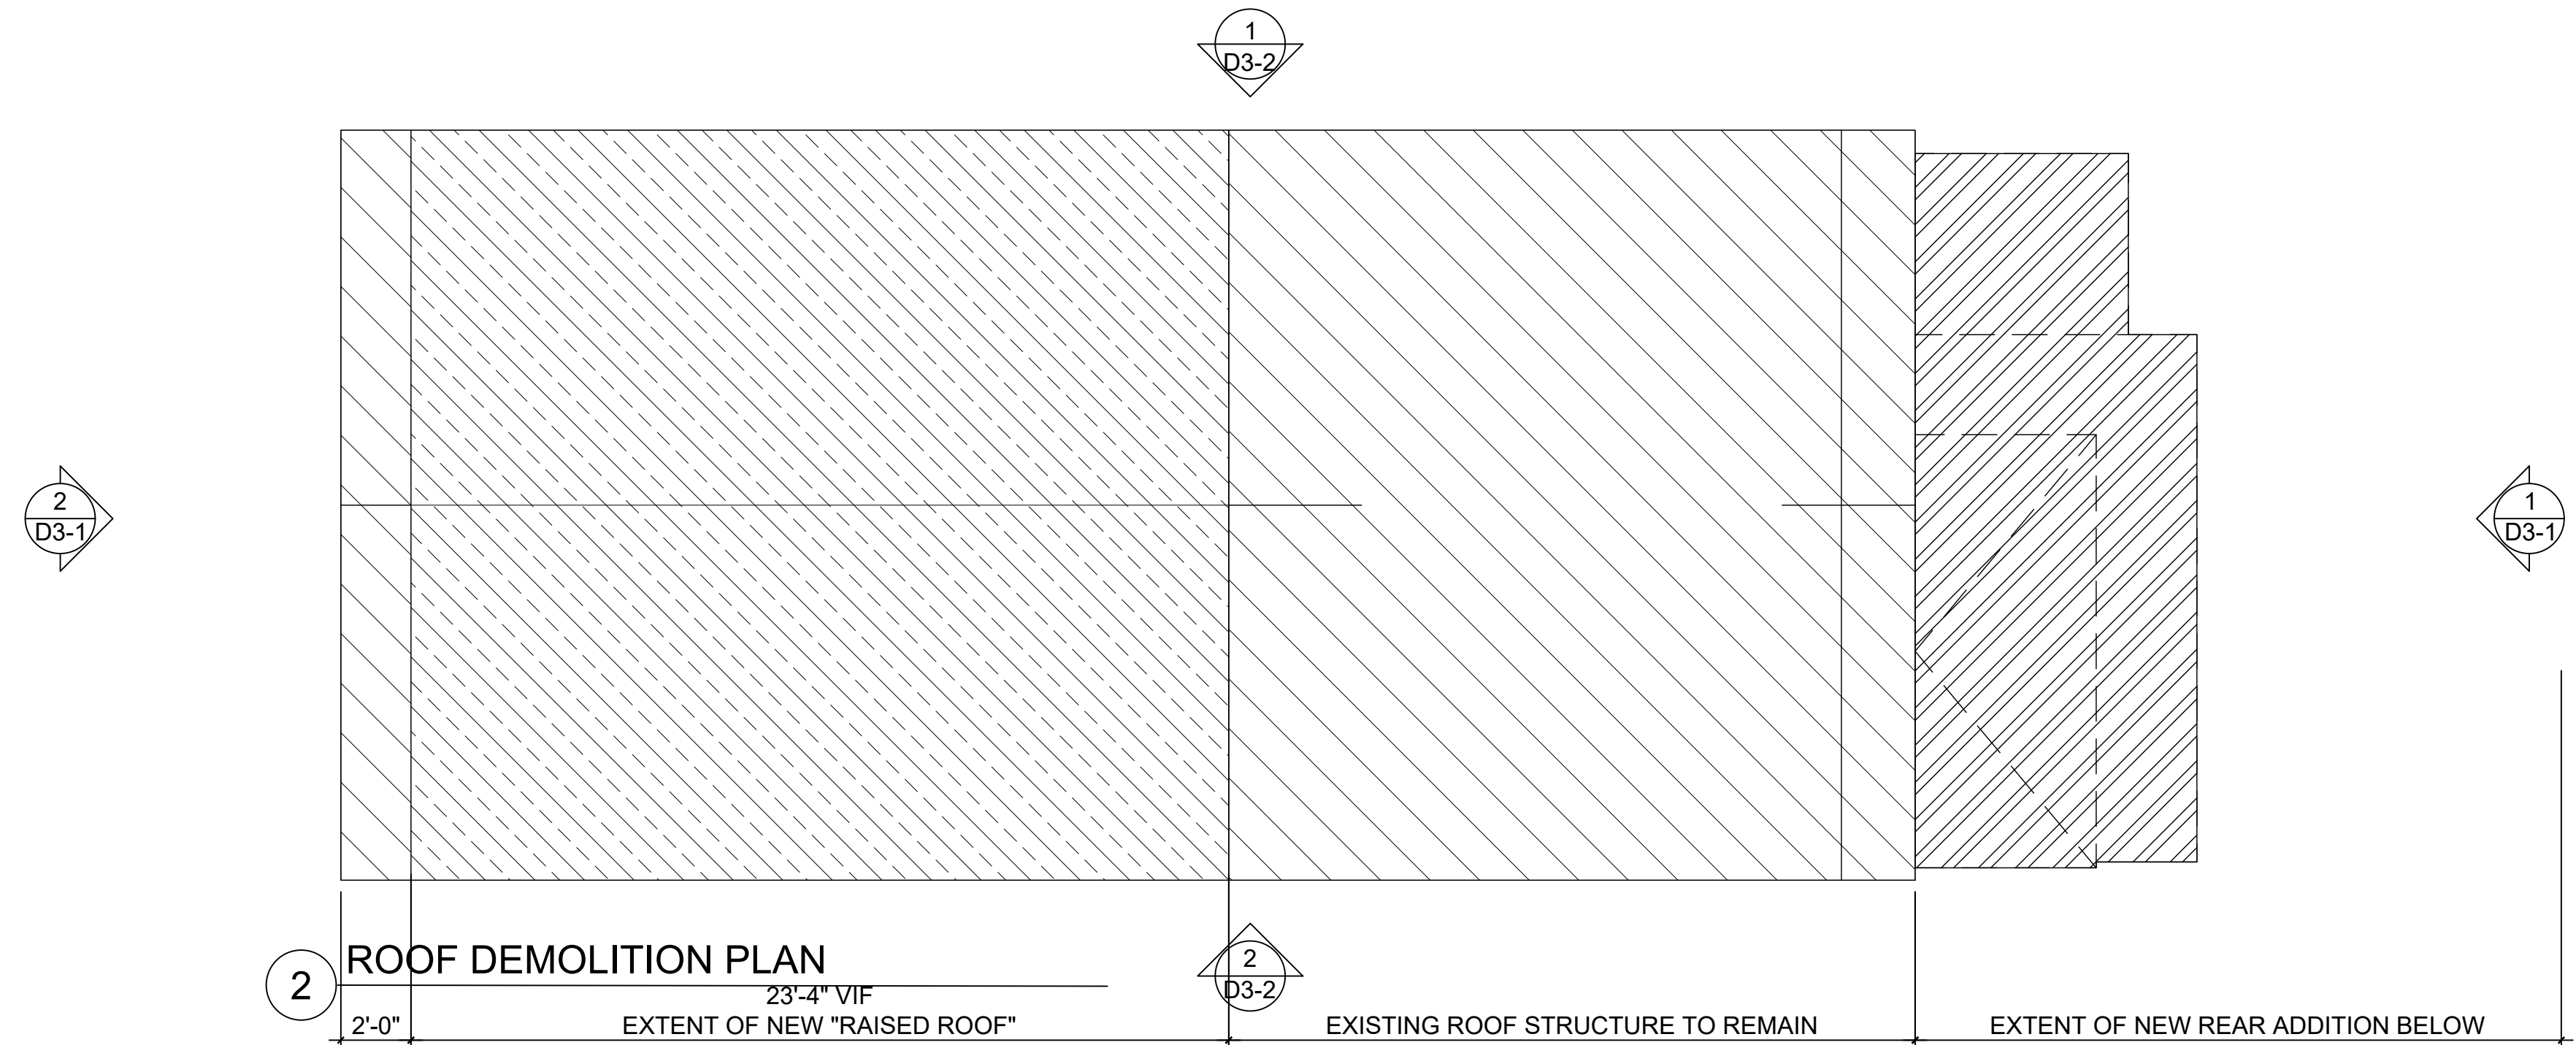 1
D3-2
2
D3-1
1
D3-1
2
ROOF DEMOLITION PLAN
2
D3-2
23'-4" VIF
2'-0"
EXTENT OF NEW "RAISED ROOF"
EXISTING ROOF STRUCTURE TO REMAIN
EXTENT OF NEW REAR ADDITION BELOW